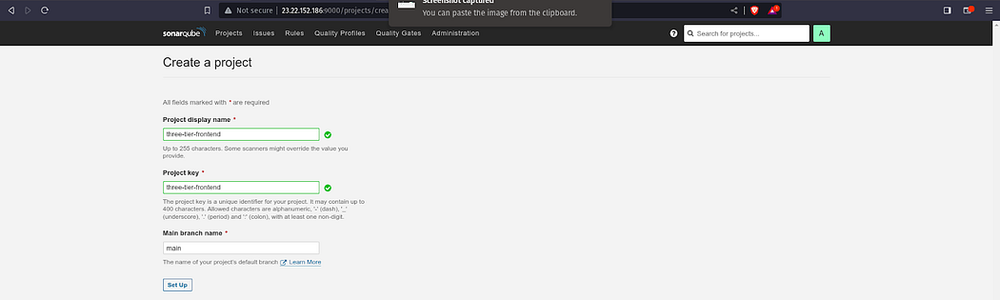 Screenshot captured
You can paste the image from the clipboard.
Not secure 23.22.152.186:9000/projects/crea
1
sonarqube Projects Issues Rules Quality Profiles Quality Gates Administration ? Search for projects... A
Create a project
All fields marked with * are required
Project display name *
three-tier-frontend
Up to 255 characters. Some scanners might override the value you
provide.
Project key *
three-tier-frontend
The project key is a unique identifier for your project. It may contain up to
400 characters. Allowed characters are alphanumeric, '-' (dash), '_'
(underscore), '.' (period) and ':' (colon), with at least one non-digit.
Main branch name *
main
The name of your project's default branch Learn More
Set Up